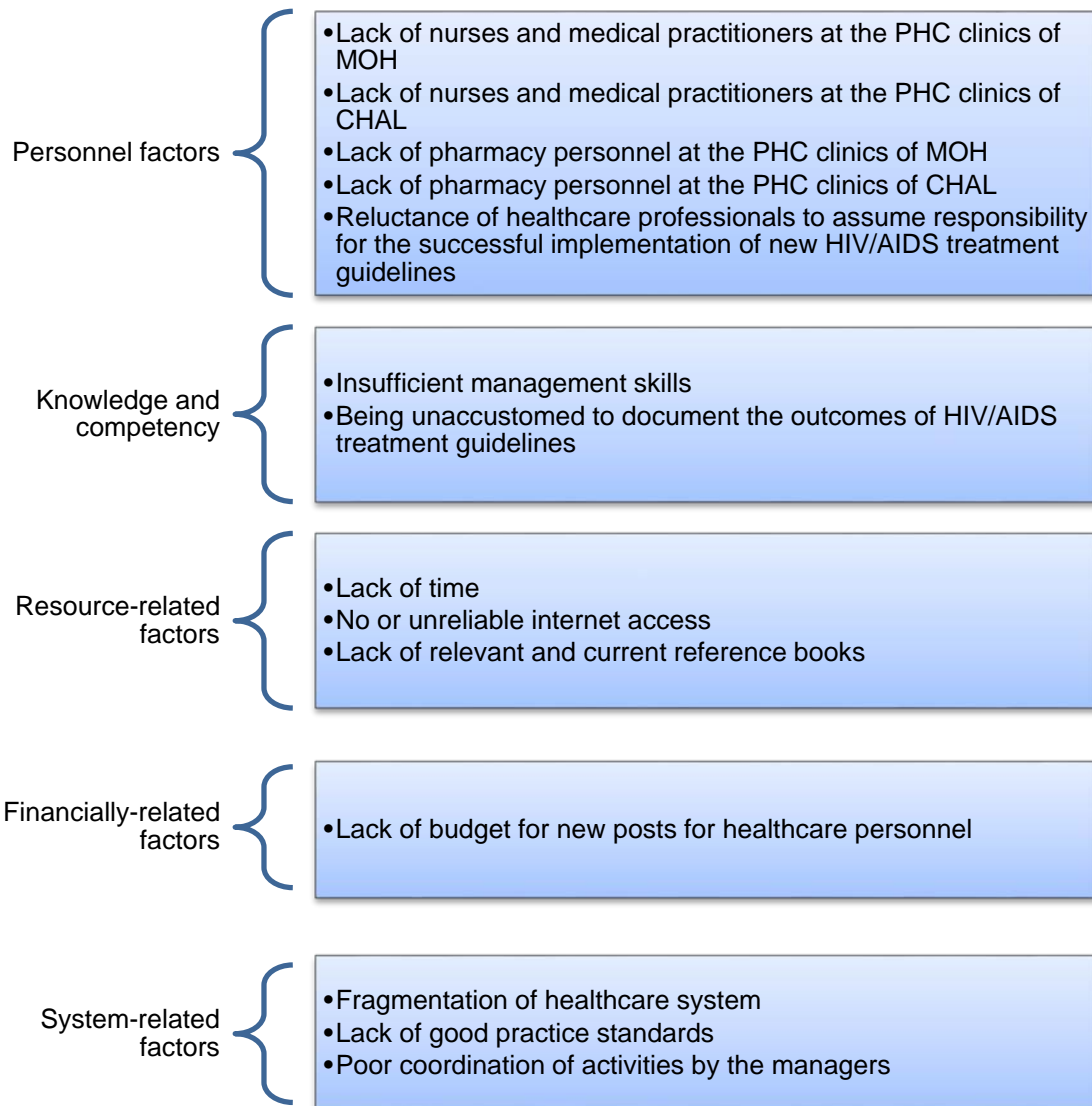 Personnel factors
•Lack of nurses and medical practitioners at the PHC clinics of
MOH
•Lack of nurses and medical practitioners at the PHC clinics of
CHAL
•Lack of pharmacy personnel at the PHC clinics of MOH
•Lack of pharmacy personnel at the PHC clinics of CHAL
•Reluctance of healthcare professionals to assume responsibility
for the successful implementation of new HIV/AIDS treatment
guidelines
Knowledge and
competency
•Insufficient management skills
•Being unaccustomed to document the outcomes of HIV/AIDS
treatment guidelines
Resource-related
factors
•Lack of time
•No or unreliable internet access
•Lack of relevant and current reference books
Financially-related
factors
•Lack of budget for new posts for healthcare personnel
System-related
factors
•Fragmentation of healthcare system
•Lack of good practice standards
•Poor coordination of activities by the managers